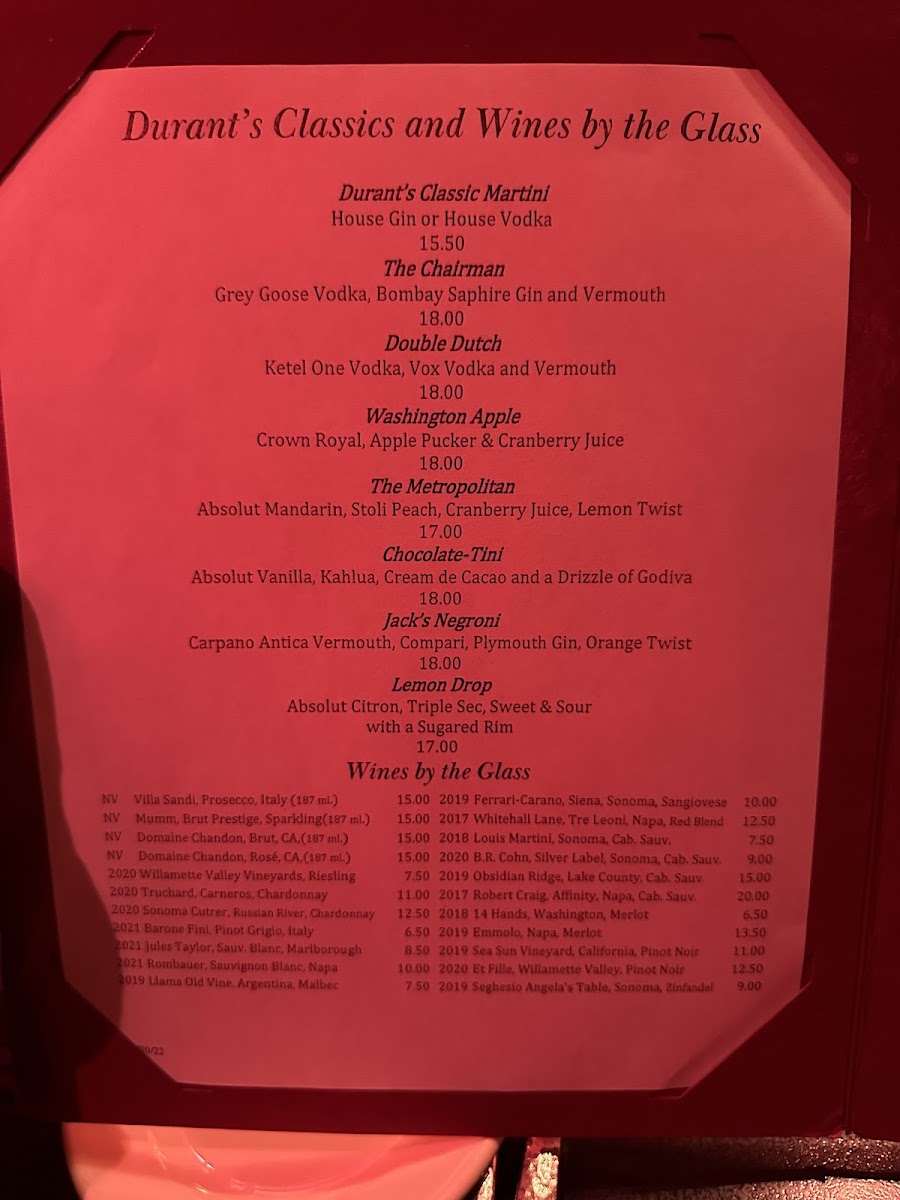 Durant's Classics and Wines by the Glass
Durant's Classic Martini
House Gin or House Vodka
15.50
The Chairman
Grey Goose Vodka, Bombay Saphire Gin and Vermouth
18.00
Double Dutch
Ketel One Vodka, Vox Vodka and Vermouth
18.00
Washington Apple
Crown Royal, Apple Pucker & Cranberry Juice
18.00
The Metropolitan
Absolut Mandarin, Stoli Peach, Cranberry Juice, Lemon Twist
17.00
Chocolate-Tini
Absolut Vanilla, Kahlua, Cream de Cacao and a Drizzle of Godiva
18.00
Jack's Negroni
Carpano Antica Vermouth, Compari, Plymouth Gin, Orange Twist
18.00
Lemon Drop
Absolut Citron, Triple Sec, Sweet & Sour
with a Sugared Rim
17.00
Wines by the Glass
NV Villa Sandi, Prosecco, Italy (187 ml.) 15.00
NV Mumm, Brut Prestige, Sparkling(187 ml.) 15.00
NV Domaine Chandon, Brut, CA,(187 ml.) 15.00
NV Domaine Chandon, Rosé, CA,(187 ml.) 15.00
2020 Willamette Valley Vineyards, Riesling 7.50
2020 Truchard, Carneros, Chardonnay 11.00
2020 Sonoma Cutrer, Russian River, Chardonnay 12.50
2021 Barone Fini, Pinot Grigio, Italy 6.50
2021 Jules Taylor, Sauv. Blanc, Marlborough 8.50
2021 Rombauer, Sauvignon Blanc, Napa 10.00
2019 Llama Old Vine, Argentina, Malbec 7.50
2019 Ferrari-Carano, Siena, Sonoma, Sangiovese 10.00
2017 Whitehall Lane, Tre Leoni, Napa, Red Blend 12.50
2018 Louis Martini, Sonoma, Cab. Sauv. 7.50
2020 B.R. Cohn, Silver Label, Sonoma, Cab. Sauv. 9.00
2019 Obsidian Ridge, Lake County, Cab. Sauv. 15.00
2017 Robert Craig, Affinity, Napa, Cab. Sauv. 20.00
2018 14 Hands, Washington, Merlot 6.50
2019 Emmolo, Napa, Merlot 13.50
2019 Sea Sun Vineyard, California, Pinot Noir 11.00
2020 Et Fille, Willamette Valley, Pinot Noir 12.50
2019 Seghesio Angela's Table, Sonoma, Zinfandel 9.00